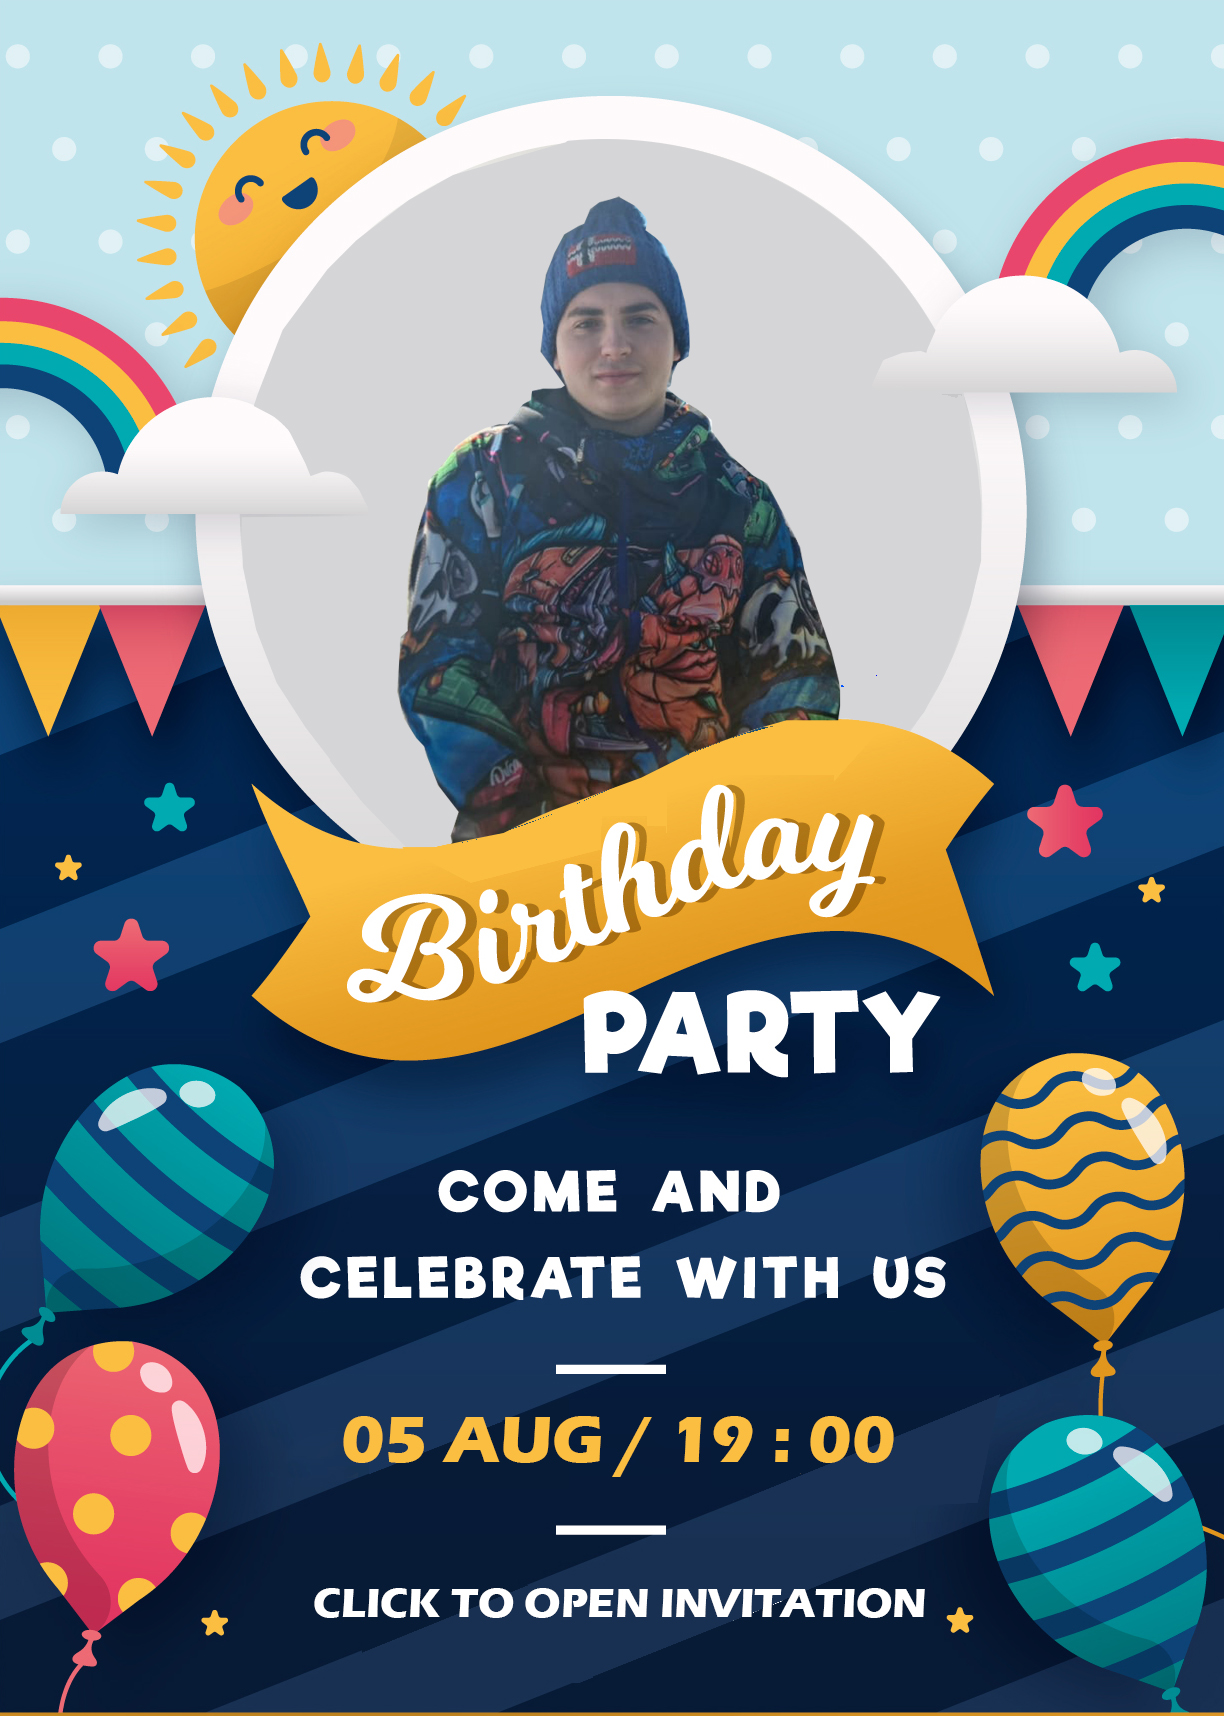 Birthday
PARTY
COME AND
CELEBRATE WITH US
05 AUG / 19 : 00
CLICK TO OPEN INVITATION